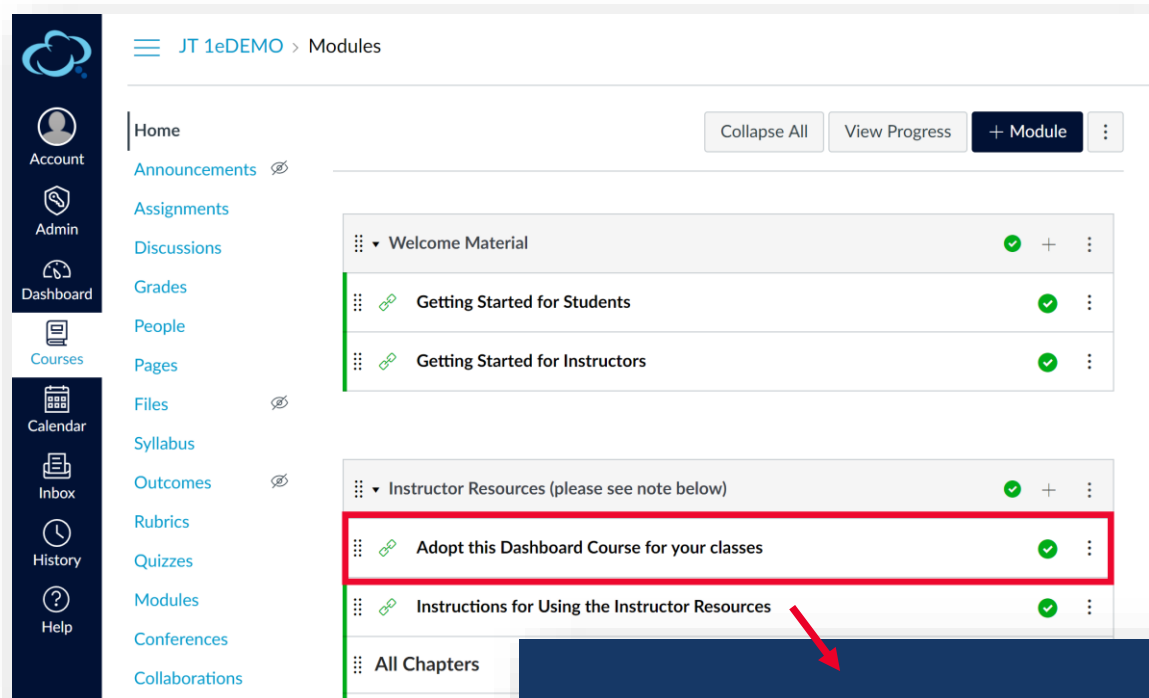 JT 1eDEMO > Modules
Account
Admin
Dashboard
Courses
Calendar
Inbox
History
Help
Home
Announcements
Assignments
Discussions
Grades
People
Pages
Files
Syllabus
Outcomes
Rubrics
Quizzes
Modules
Conferences
Collaborations
Collapse All View Progress + Module
Welcome Material
Getting Started for Students
Getting Started for Instructors
Instructor Resources (please see note below)
Adopt this Dashboard Course for your classes
Instructions for Using the Instructor Resources
All Chapters